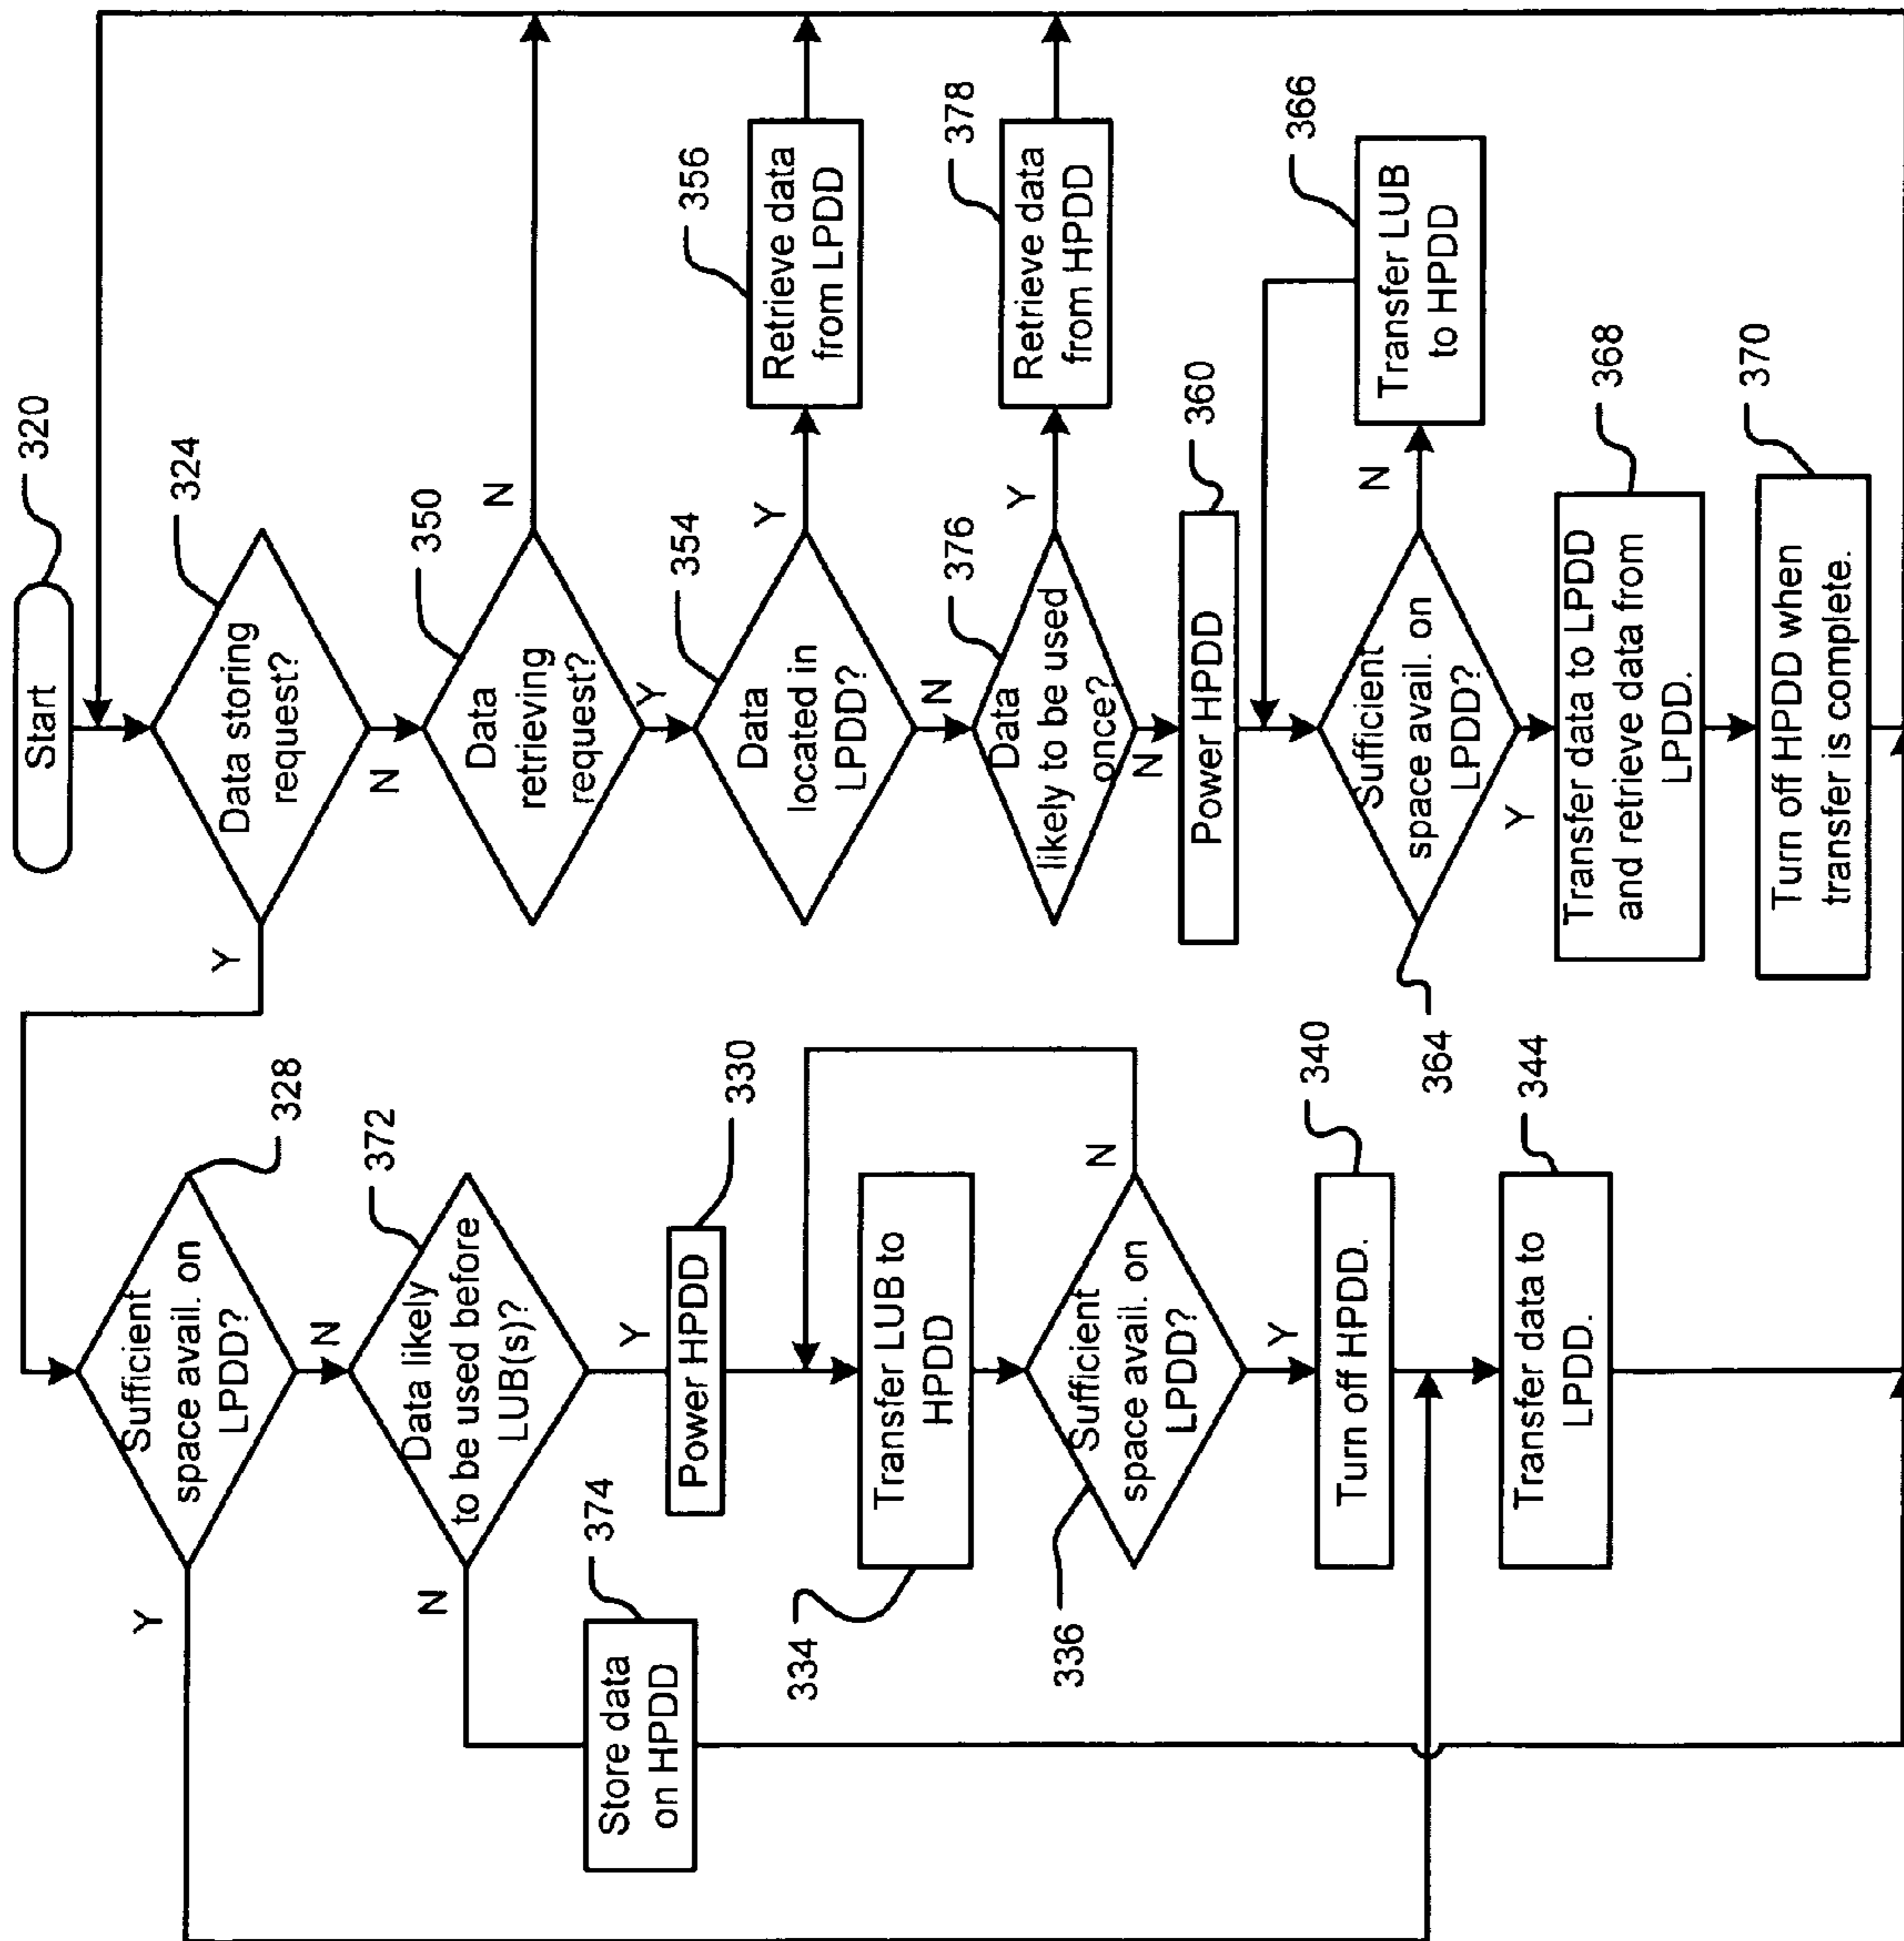 Start
320
324
Data storing
request?
Y
N
350
Data
retrieving
request?
N
Y
354
Data
located in
LPDD?
Y
N
356
Retrieve data
from LPDD
376
Data
likely to be used
once?
Y
N
378
Retrieve data
from HPDD
360
Power HPDD
Sufficient
space avail. on
LPDD?
364
N
Y
366
Transfer LUB
to HPDD
368
Transfer data to LPDD
and retrieve data from
LPDD.
370
Turn off HPDD when
transfer is complete.
328
Sufficient
space avail. on
LPDD?
Y
N
372
Data likely
to be used before
LUB(s)?
N
Y
374
Store data
on HPDD
330
Power HPDD
334
Transfer LUB to
HPDD
336
Sufficient
space avail. on
LPDD?
N
Y
340
Turn off HPDD.
344
Transfer data to
LPDD.